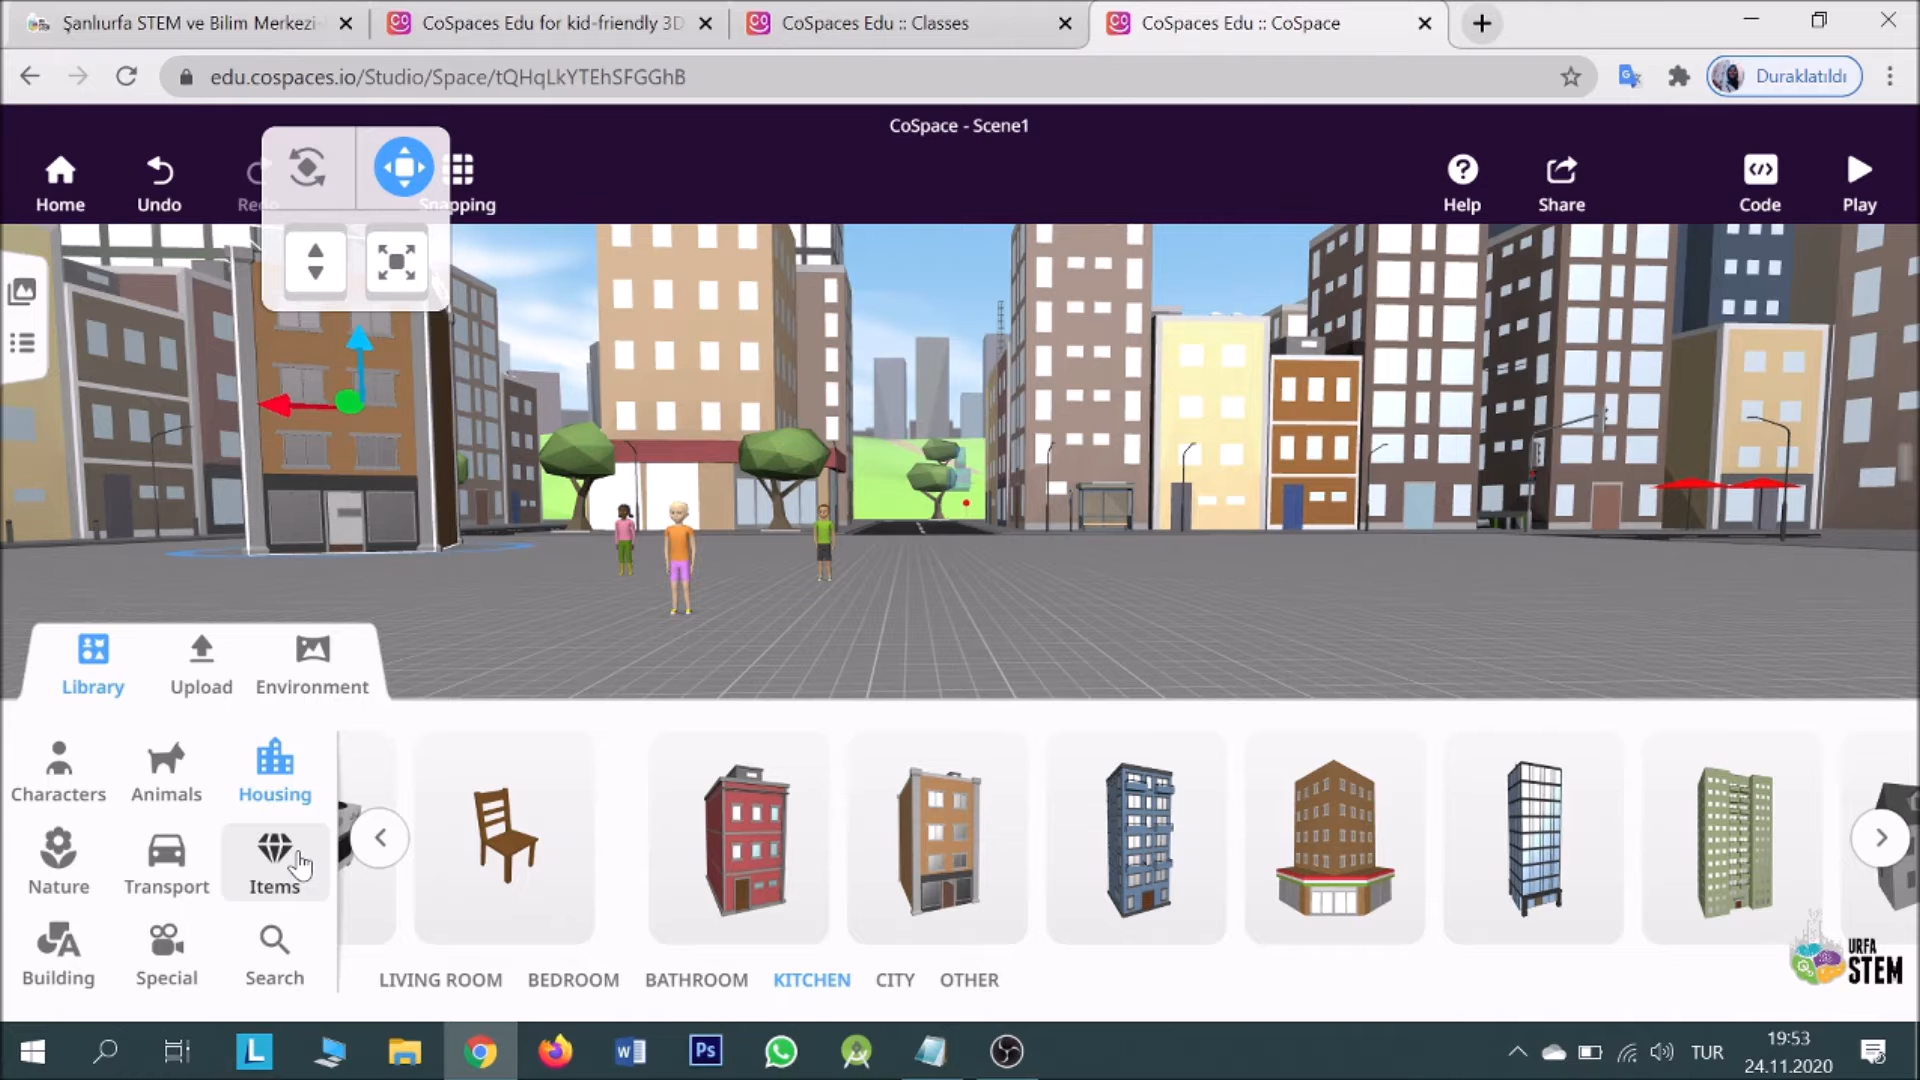 Şanlıurfa STEM ve Bilim Merkezi
CoSpaces Edu for kid-friendly 3D
CoSpaces Edu :: Classes
CoSpaces Edu :: CoSpace
edu.cospaces.io/Studio/Space/tQHqLkYTEhSFGGhB
Duraklatıldı
CoSpace - Scene1
Home
Undo
Redo
Snapping
Help
Share
Code
Play
Library
Upload
Environment
Characters
Animals
Housing
Nature
Transport
Items
Building
Special
Search
LIVING ROOM
BEDROOM
BATHROOM
KITCHEN
CITY
OTHER
URFA
STEM
L
W
Ps
TUR
19:53
24.11.2020